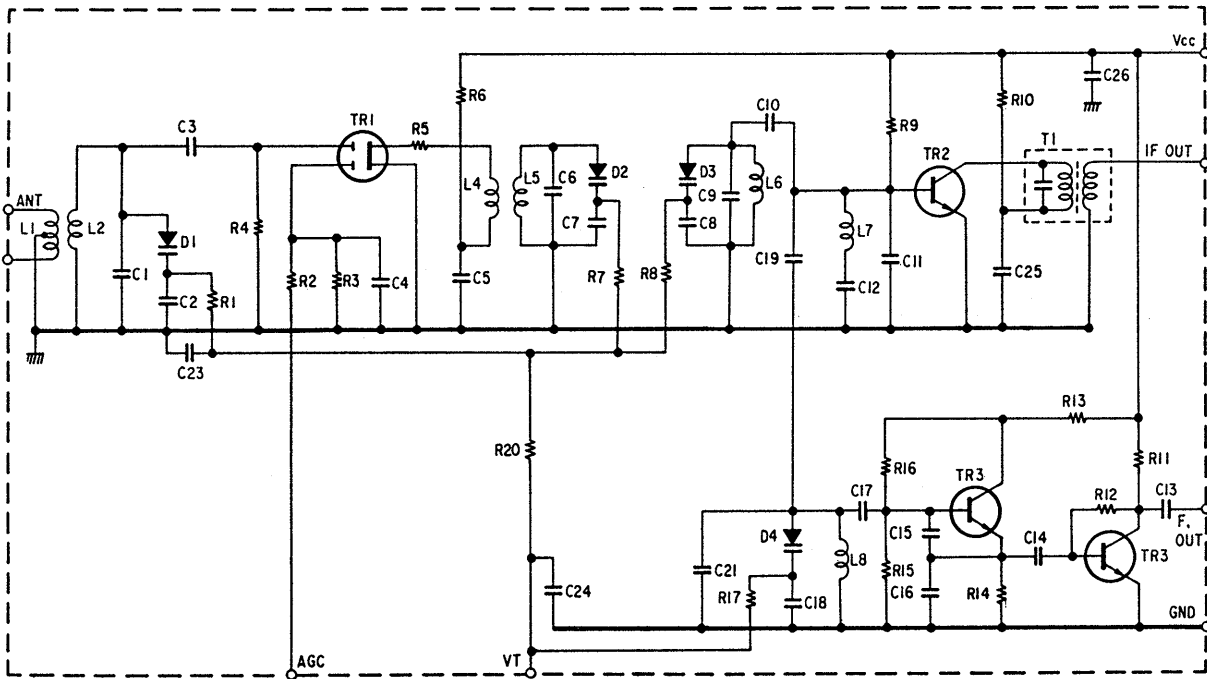 Vcc
C26
R6
R10
C10
C3
TR1
R5
R9
TR2
T1
IF OUT
D2
D3
L4
L5
C6
C9
L6
ANT
L1
L2
R4
D1
C7
C8
L7
C1
R2
R3
C4
C5
R7
R8
C19
C11
C25
C2
R1
C12
C23
R13
R20
R16
R11
TR3
C17
R12
C13
F.
OUT
D4
C15
C14
TR3
L8
C21
R15
C24
R17
C18
C16
R14
GND
AGC
VT